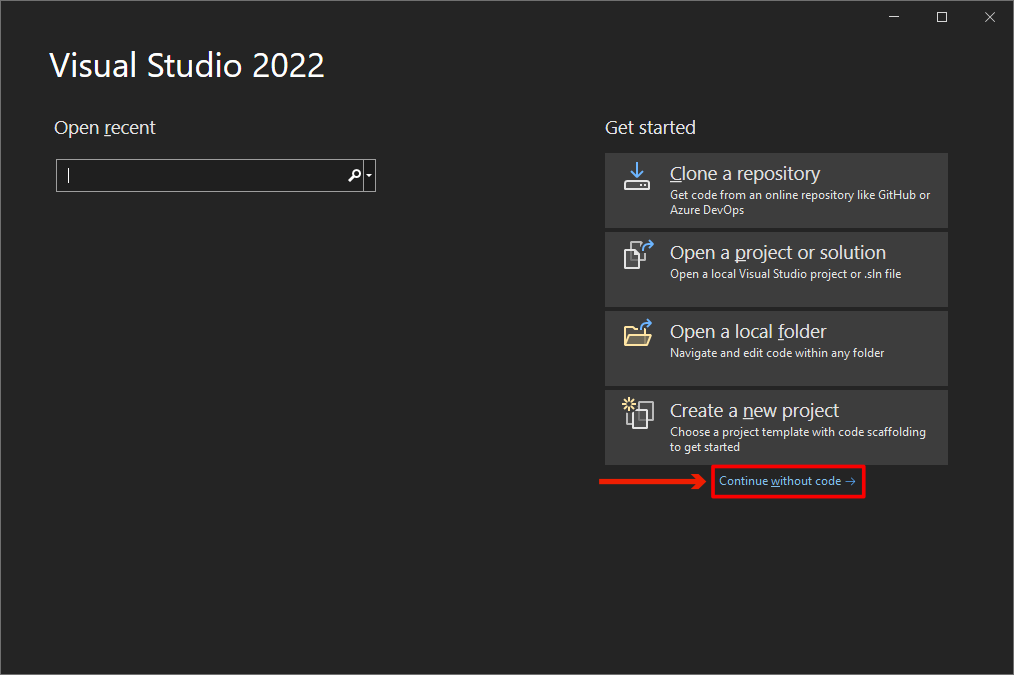 Visual Studio 2022
Open recent
Get started
Clone a repository
Get code from an online repository like GitHub or
Azure DevOps
Open a project or solution
Open a local Visual Studio project or .sln file
Open a local folder
Navigate and edit code within any folder
Create a new project
Choose a project template with code scaffolding
to get started
Continue without code →